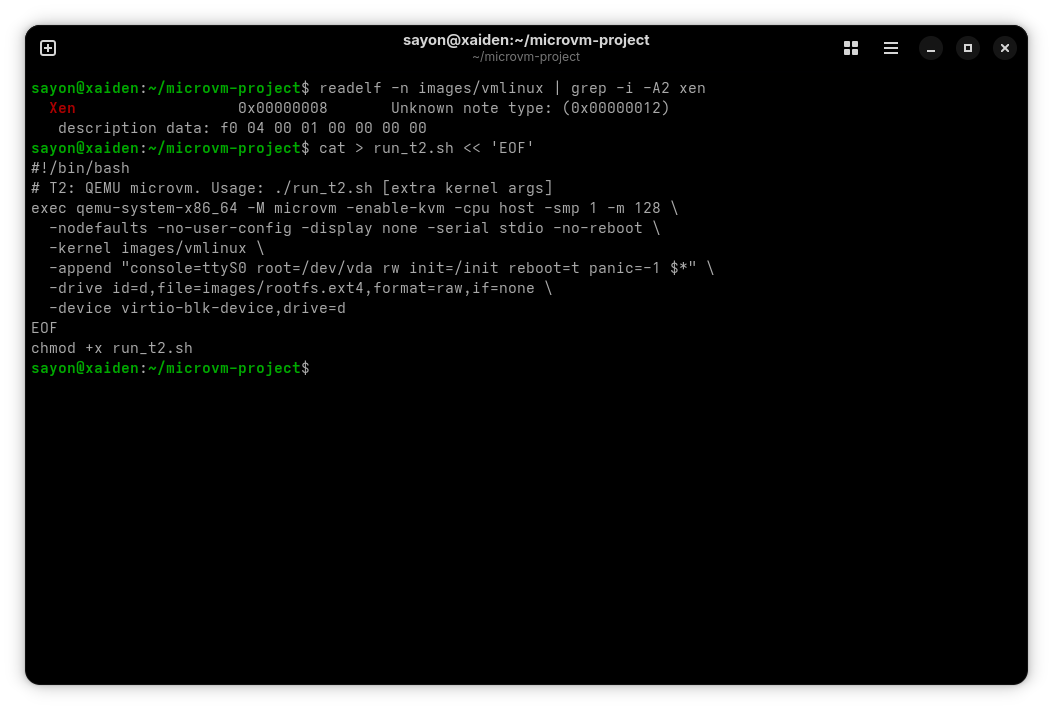 sayon@xaiden:~/microvm-project
~/microvm-project
sayon@xaiden:~/microvm-project$ readelf -n images/vmlinux | grep -i -A2 xen
  Xen                  0x00000008       Unknown note type: (0x00000012)
   description data: f0 04 00 01 00 00 00 00
sayon@xaiden:~/microvm-project$ cat > run_t2.sh << 'EOF'
#!/bin/bash
# T2: QEMU microvm. Usage: ./run_t2.sh [extra kernel args]
exec qemu-system-x86_64 -M microvm -enable-kvm -cpu host -smp 1 -m 128 \
  -nodefaults -no-user-config -display none -serial stdio -no-reboot \
  -kernel images/vmlinux \
  -append "console=ttyS0 root=/dev/vda rw init=/init reboot=t panic=-1 $*" \
  -drive id=d,file=images/rootfs.ext4,format=raw,if=none \
  -device virtio-blk-device,drive=d
EOF
chmod +x run_t2.sh
sayon@xaiden:~/microvm-project$